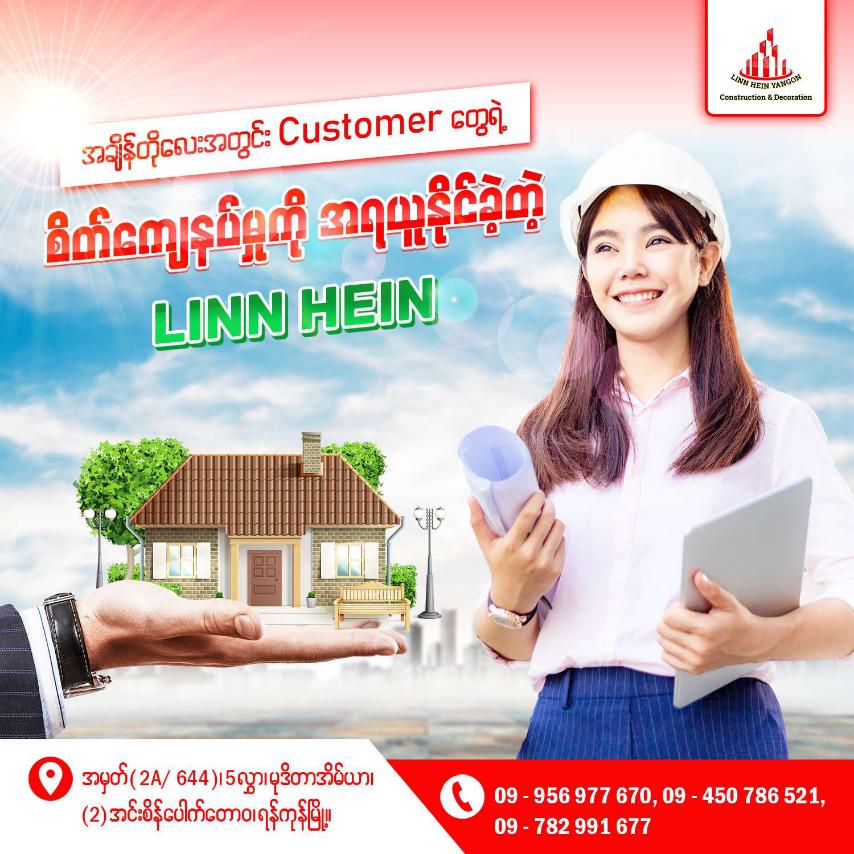 LINN HEIN YANGON
Construction & Decoration
အချိန်တိုလေးအတွင်း Customer တွေရဲ့
စိတ်ကျေနပ်မှုကို အရယူနိုင်ခဲ့တဲ့
LINN HEIN
အမှတ်( 2A/ 644)၊ 5လွှာ၊ မုဒိတာအိမ်ယာ၊
(2) အင်းစိန်ပေါက်တောဝ၊ ရန်ကုန်မြို့။
09 - 956 977 670, 09 - 450 786 521,
09 - 782 991 677